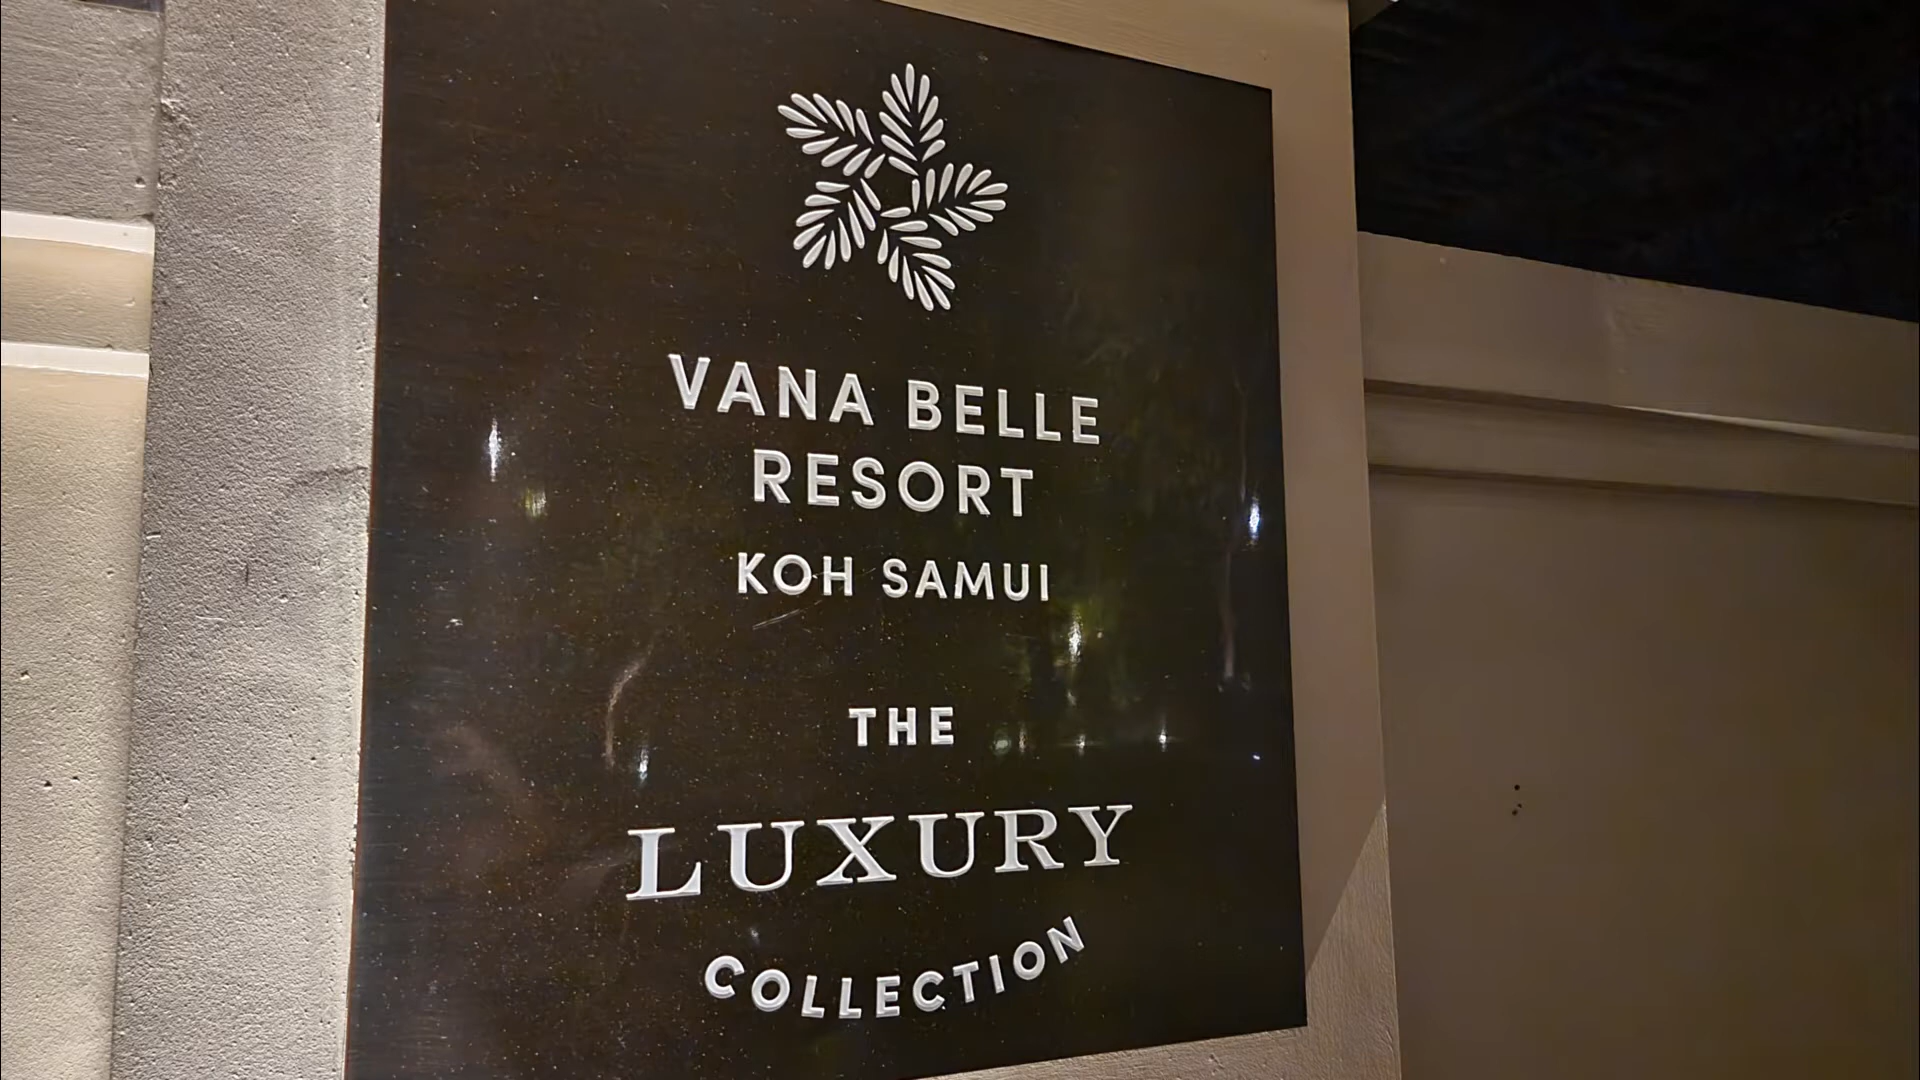 VANA BELLE
RESORT
KOH SAMUI
THE
LUXURY
COLLECTION